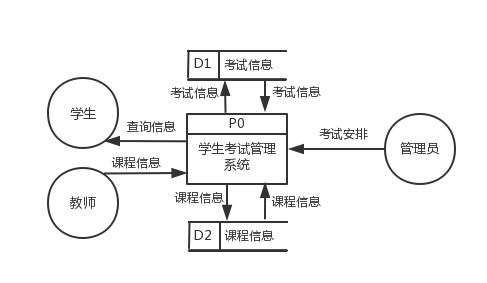 D1 考试信息
考试信息 考试信息
学生
P0
查询信息
考试安排
学生考试管理
系统
管理员
课程信息
教师
课程信息 课程信息
D2 课程信息